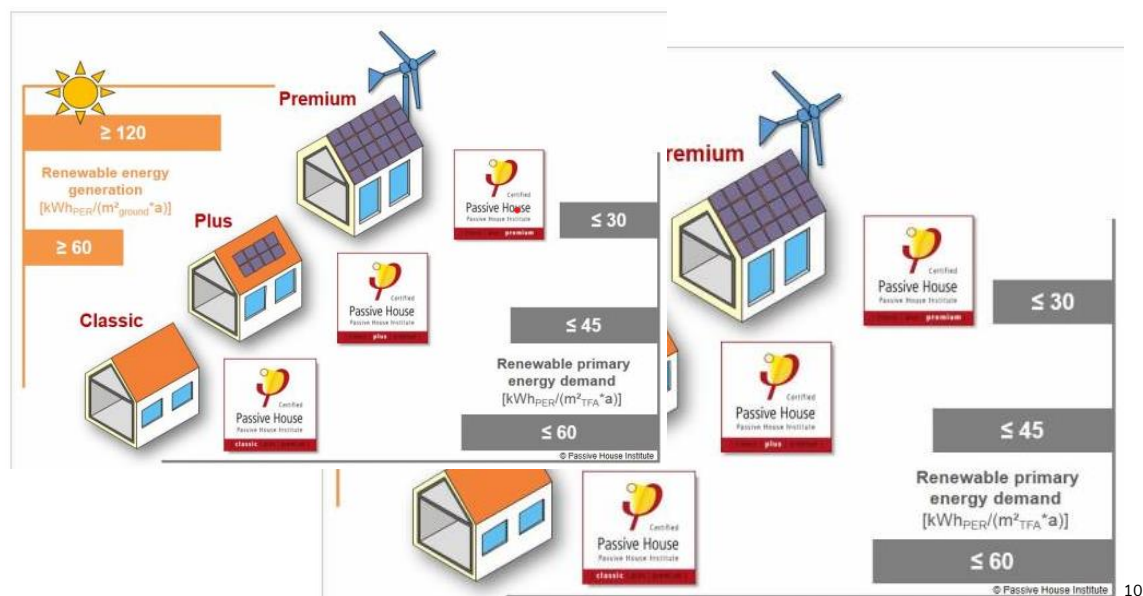 Premium
≥ 120
Renewable energy
generation
[kWhPER/(m²ground*a)]
Certified
Passive House
Passive House Institute
premium
≤ 30
Plus
≥ 60
Certified
Passive House
Passive House Institute
plus
≤ 45
Classic
Renewable primary
energy demand
[kWhPER/(m²TFA*a)]
Certified
Passive House
Passive House Institute
classic
≤ 60
© Passive House Institute
remium
Certified
Passive House
Passive House Institute
premium
≤ 30
Certified
Passive House
Passive House Institute
plus
≤ 45
Renewable primary
energy demand
[kWhPER/(m²TFA*a)]
Certified
Passive House
Passive House Institute
classic
≤ 60
© Passive House Institute
10